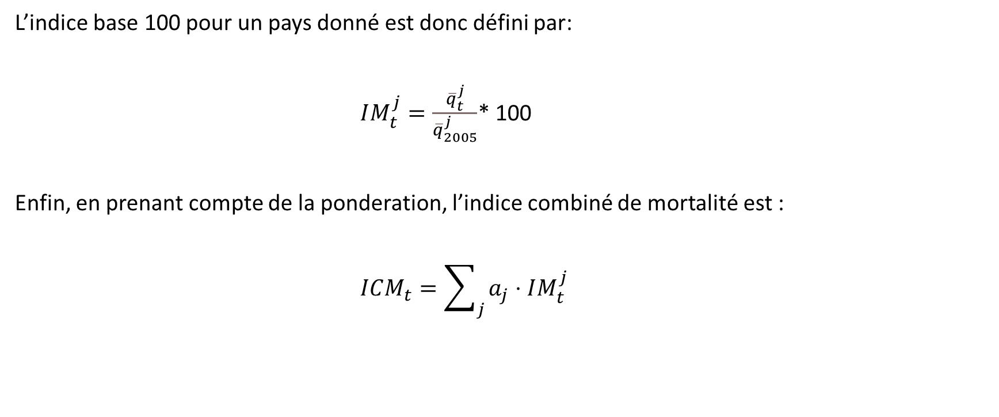 L’indice base 100 pour un pays donné est donc défini par:
$IM_t^j = \frac{\bar{q}_t^j}{\bar{q}_{2005}^j} * 100$
Enfin, en prenant compte de la ponderation, l’indice combiné de mortalité est :
$ICM_t = \sum_j a_j \cdot IM_t^j$